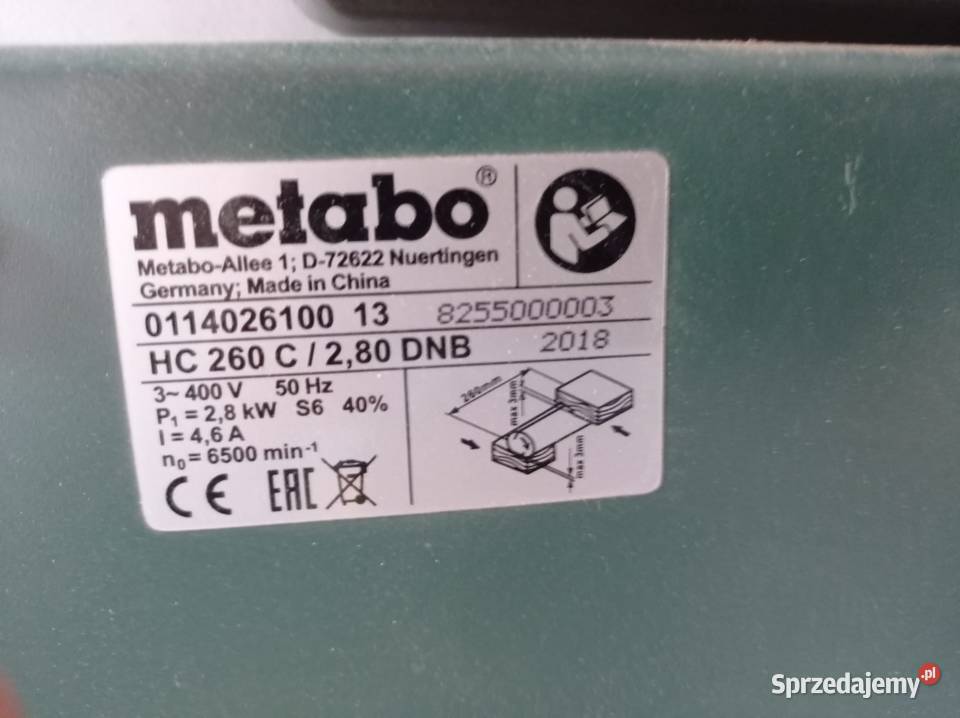 metabo®
Metabo-Allee 1; D-72622 Nuertingen
Germany; Made in China
0114026100 13 8255000003
HC 260 C / 2,80 DNB 2018
3~ 400 V 50 Hz
P1 = 2,8 kW S6 40%
I = 4,6 A
n0 = 6500 min-1
CE EAC
260mm
max 3mm
max 3mm
Sprzedajemy.pl